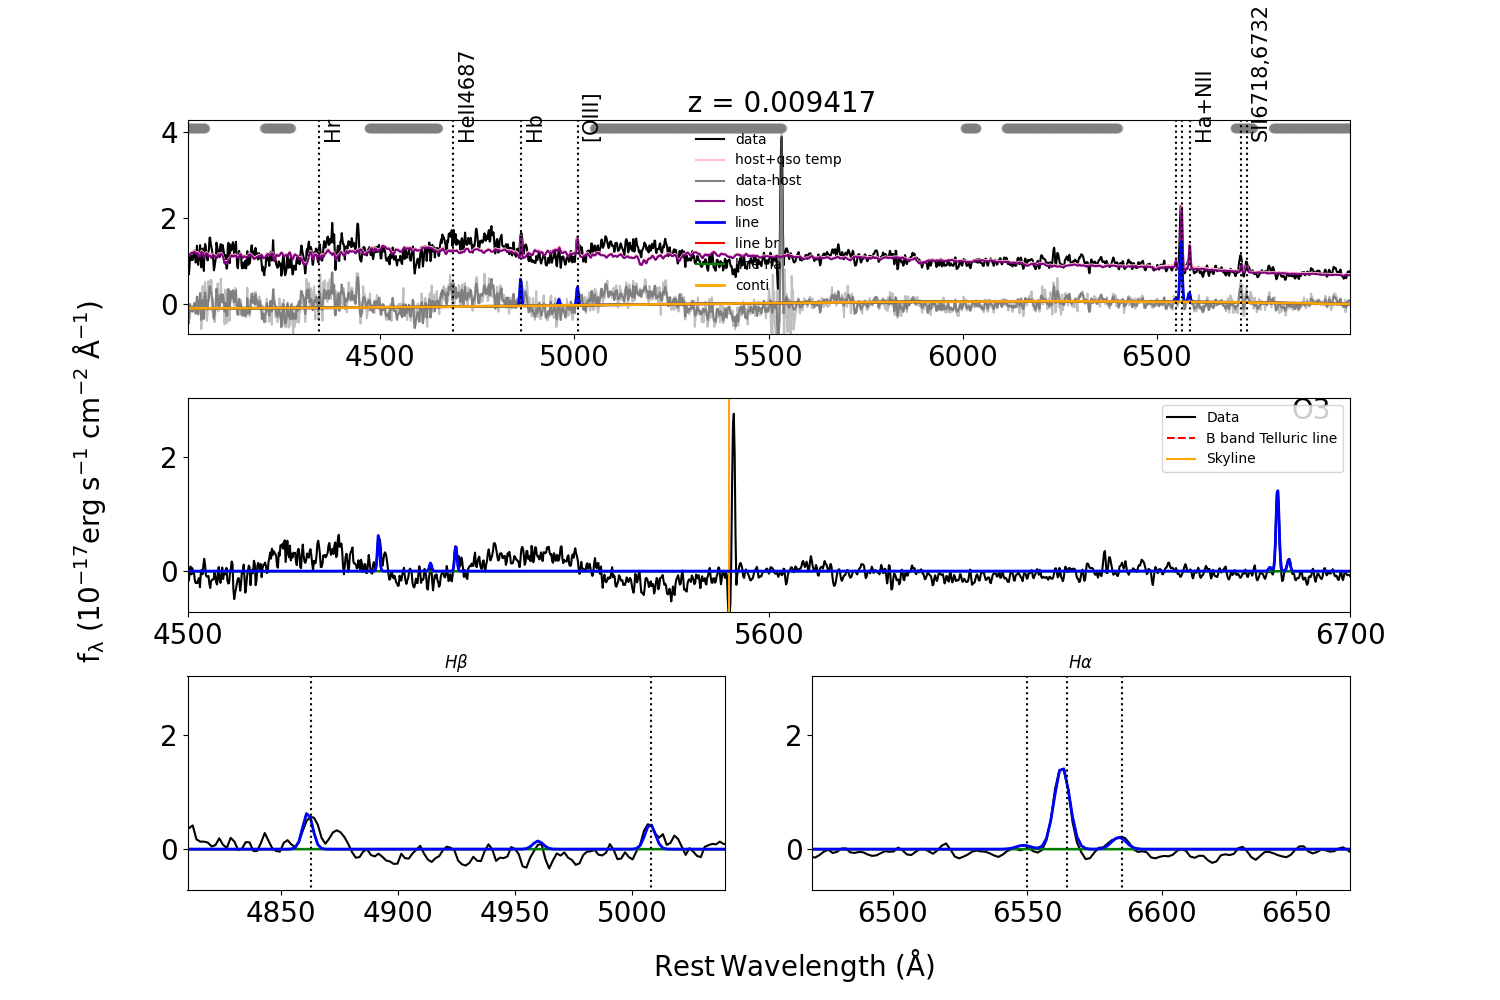 Hr
HeII4687
Hb
[OIII]
Ha+NII
SII6718,6732
z = 0.009417
data
host+qso temp
data-host
host
line
line br
conti
4
2
0
4500 5000 5500 6000 6500
O3
Data
B band Telluric line
Skyline
2
0
4500 5600 6700
fλ (10⁻¹⁷erg s⁻¹ cm⁻² Å⁻¹)
Hβ
2
0
4850 4900 4950 5000
Hα
2
0
6500 6550 6600 6650
Rest Wavelength (Å)